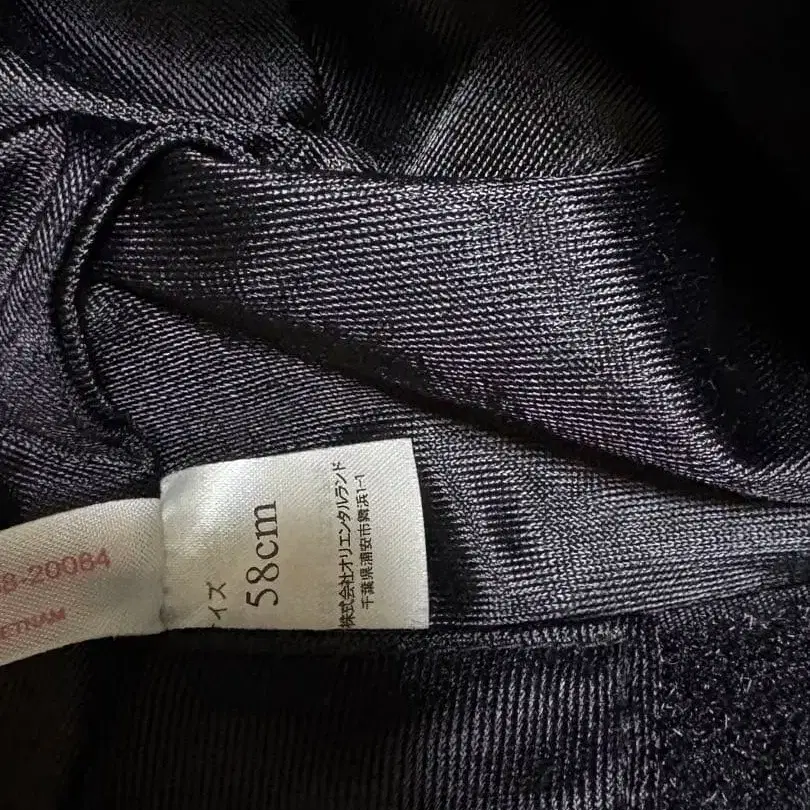 8-20064
ETNAM
イズ
58cm
株式会社オリエンタルランド
千葉県浦安市舞浜1-1